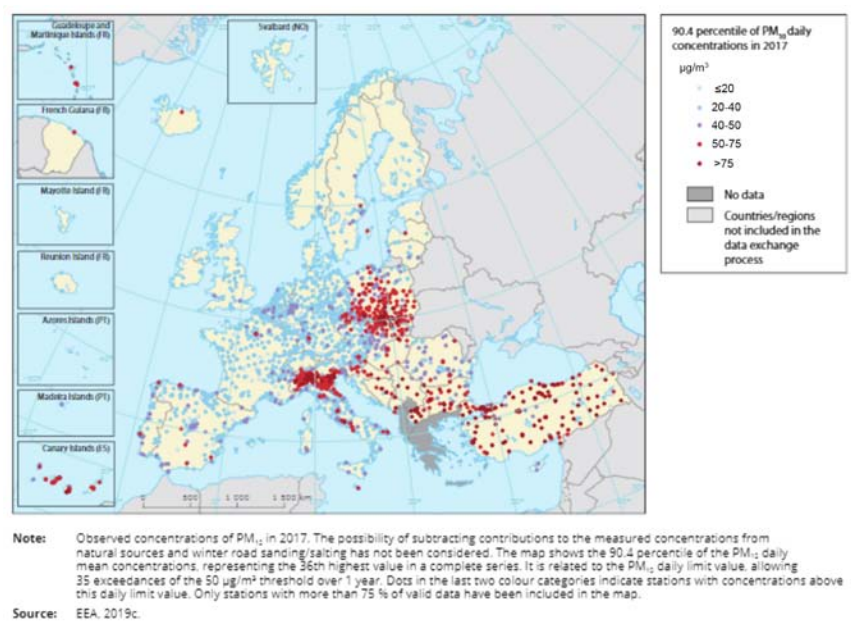 Guadeloupe and
Martinique Islands (FR)
Svalbard (NO)
French Guiana (FR)
Mayotte Island (FR)
Reunion Island (FR)
Azores Islands (PT)
Madeira Islands (PT)
Canary Islands (ES)
0 500 1 000 1 500 km
90.4 percentile of PM₁₀ daily
concentrations in 2017
µg/m³
≤20
20-40
40-50
50-75
>75
No data
Countries/regions
not included in the
data exchange
process
Note: Observed concentrations of PM₁₀ in 2017. The possibility of subtracting contributions to the measured concentrations from
natural sources and winter road sanding/salting has not been considered. The map shows the 90.4 percentile of the PM₁₀ daily
mean concentrations, representing the 36th highest value in a complete series. It is related to the PM₁₀ daily limit value, allowing
35 exceedances of the 50 µg/m³ threshold over 1 year. Dots in the last two colour categories indicate stations with concentrations above
this daily limit value. Only stations with more than 75 % of valid data have been included in the map.
Source: EEA, 2019c.